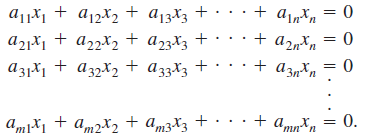 a₁₁x₁ + a₁₂x₂ + a₁₃x₃ + · · · + a₁ₙxₙ = 0
a₂₁x₁ + a₂₂x₂ + a₂₃x₃ + · · · + a₂ₙxₙ = 0
a₃₁x₁ + a₃₂x₂ + a₃₃x₃ + · · · + a₃ₙxₙ = 0
.
.
.
aₘ₁x₁ + aₘ₂x₂ + aₘ₃x₃ + · · · + aₘₙxₙ = 0.